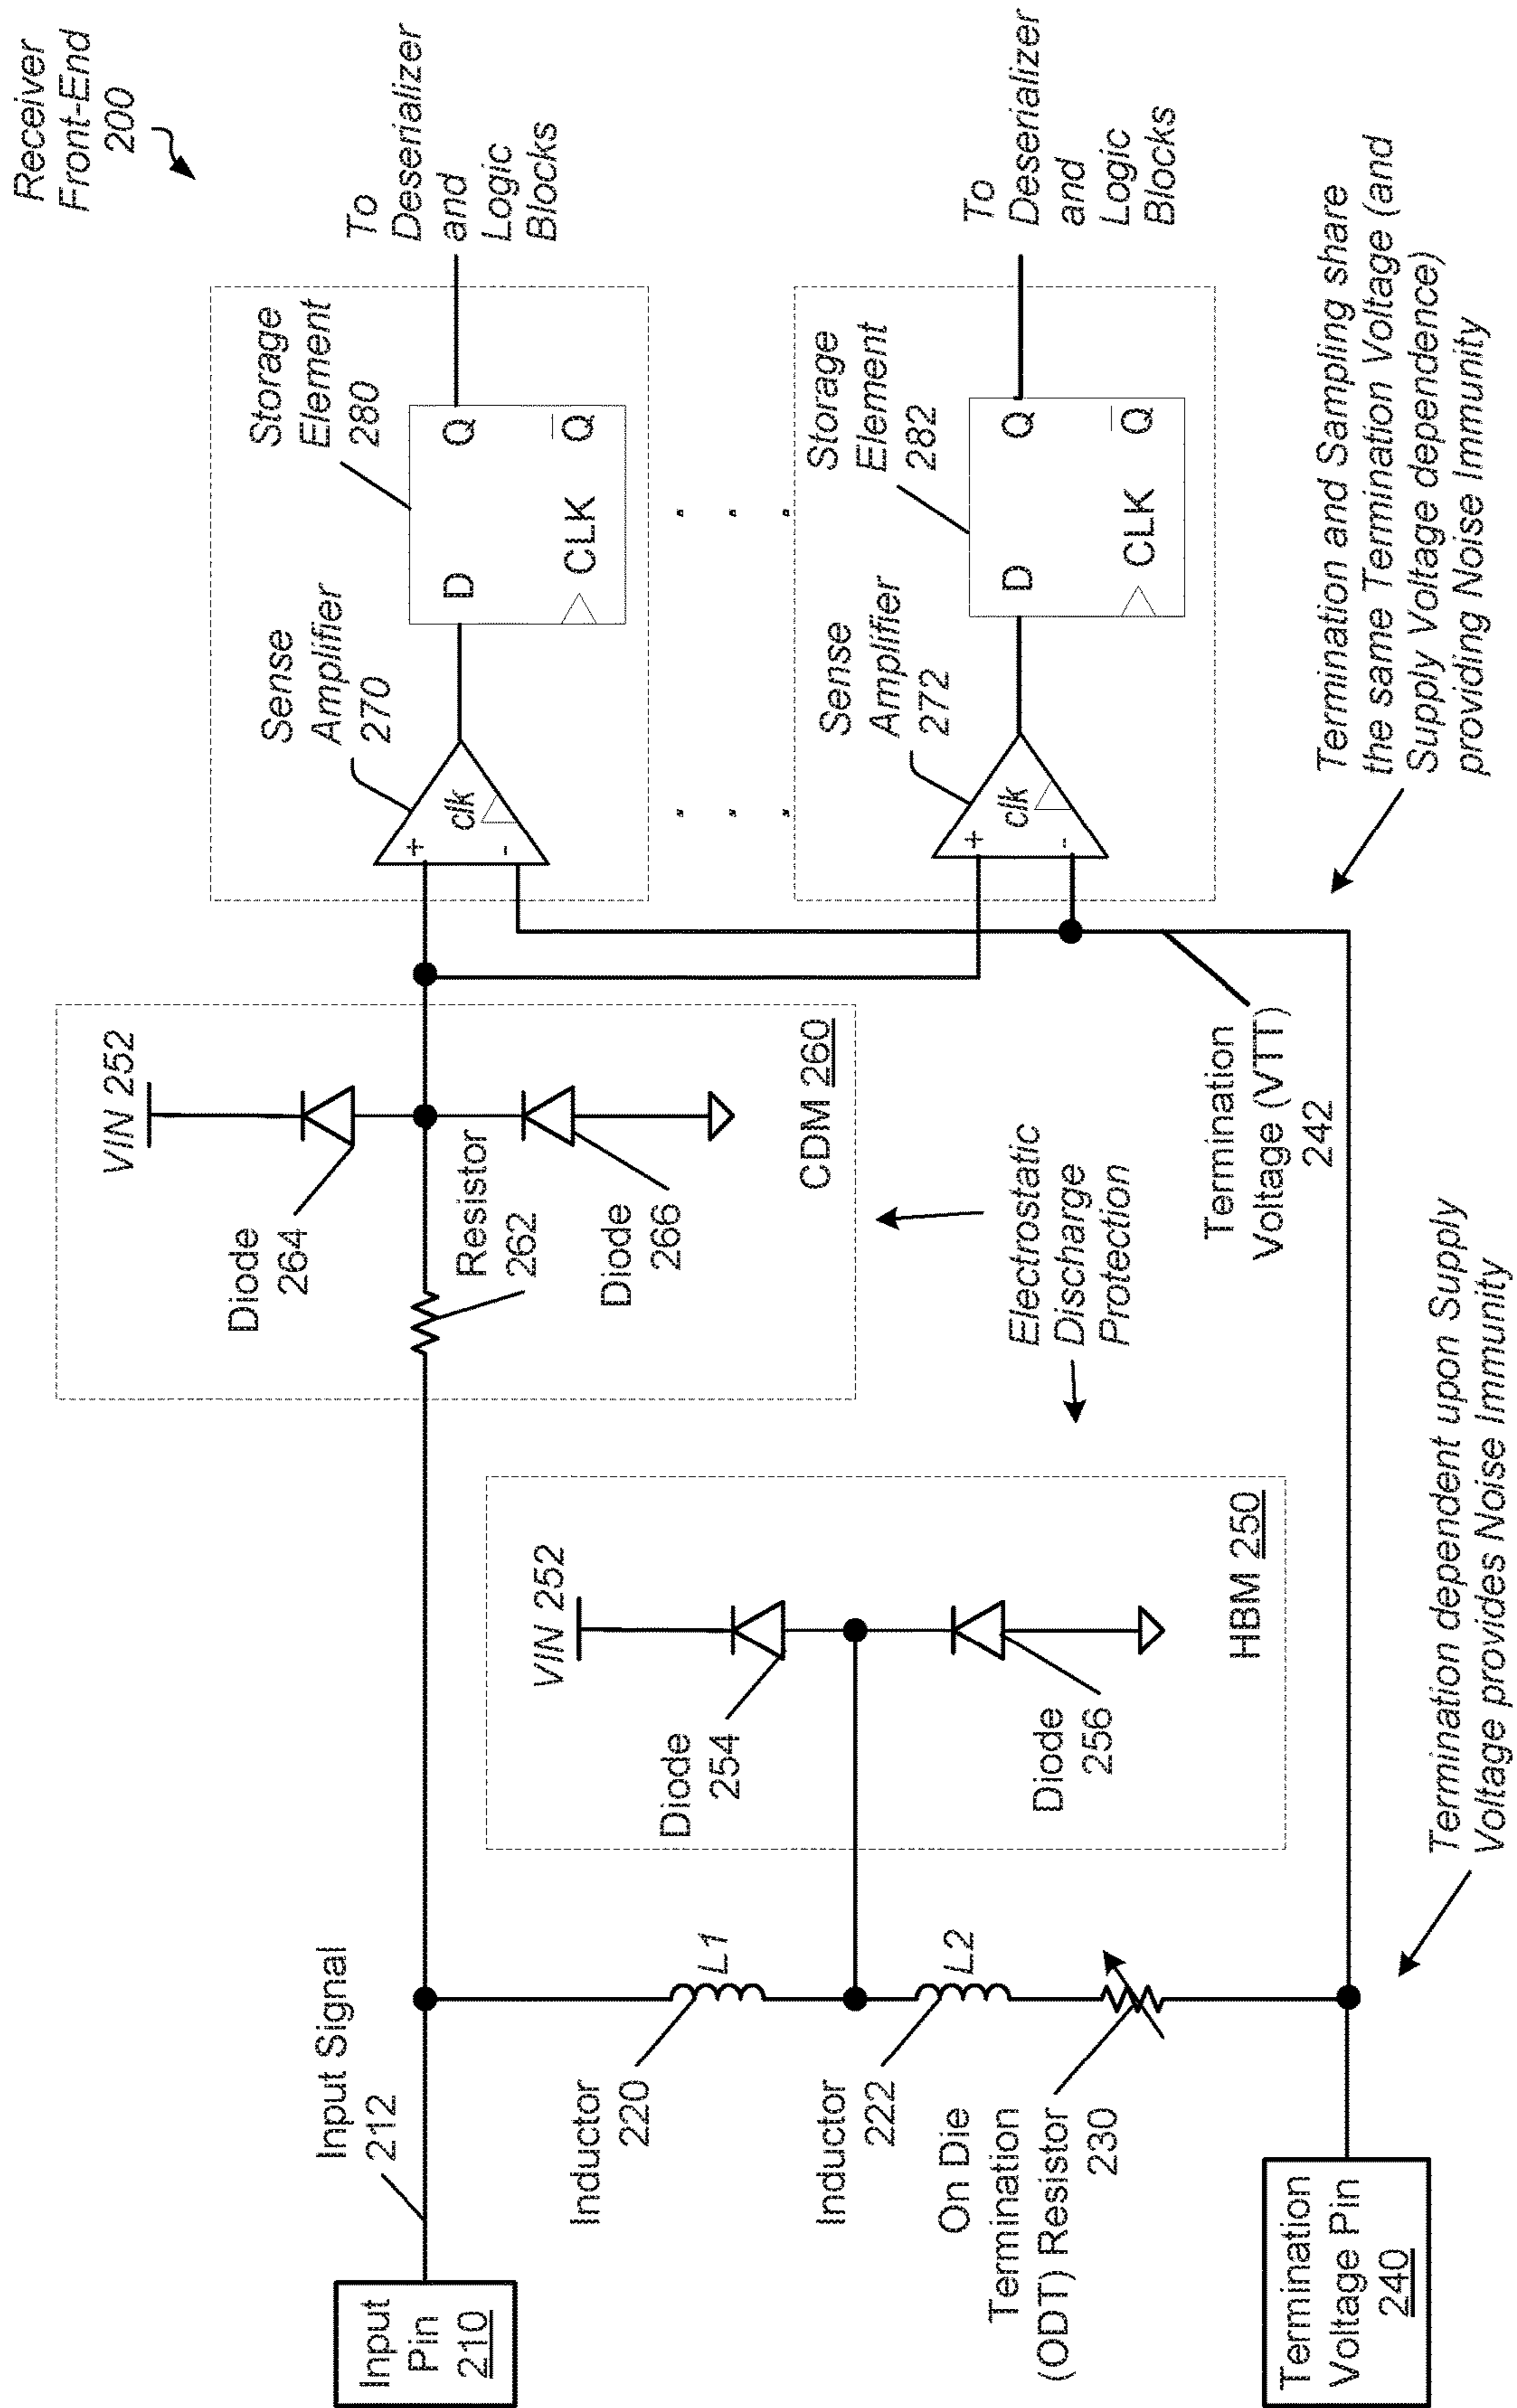 Receiver
Front-End
200
Input Signal
212
Input
Pin
210
Inductor
220
L1
Inductor
222
L2
On Die
Termination
(ODT) Resistor
230
Termination
Voltage Pin
240
VIN 252
Diode
254
Diode
256
HBM 250
VIN 252
Diode
264
Resistor
262
Diode
266
CDM 260
Electrostatic
Discharge
Protection
Termination
Voltage (VTT)
242
Sense
Amplifier
270
+
-
clk
Storage
Element
280
D
Q
CLK
Q̅
To
Deserializer
and
Logic
Blocks
. . .
. . .
Sense
Amplifier
272
+
-
clk
Storage
Element
282
D
Q
CLK
Q̅
To
Deserializer
and
Logic
Blocks
Termination dependent upon Supply
Voltage provides Noise Immunity
Termination and Sampling share
the same Termination Voltage (and
Supply Voltage dependence)
providing Noise Immunity